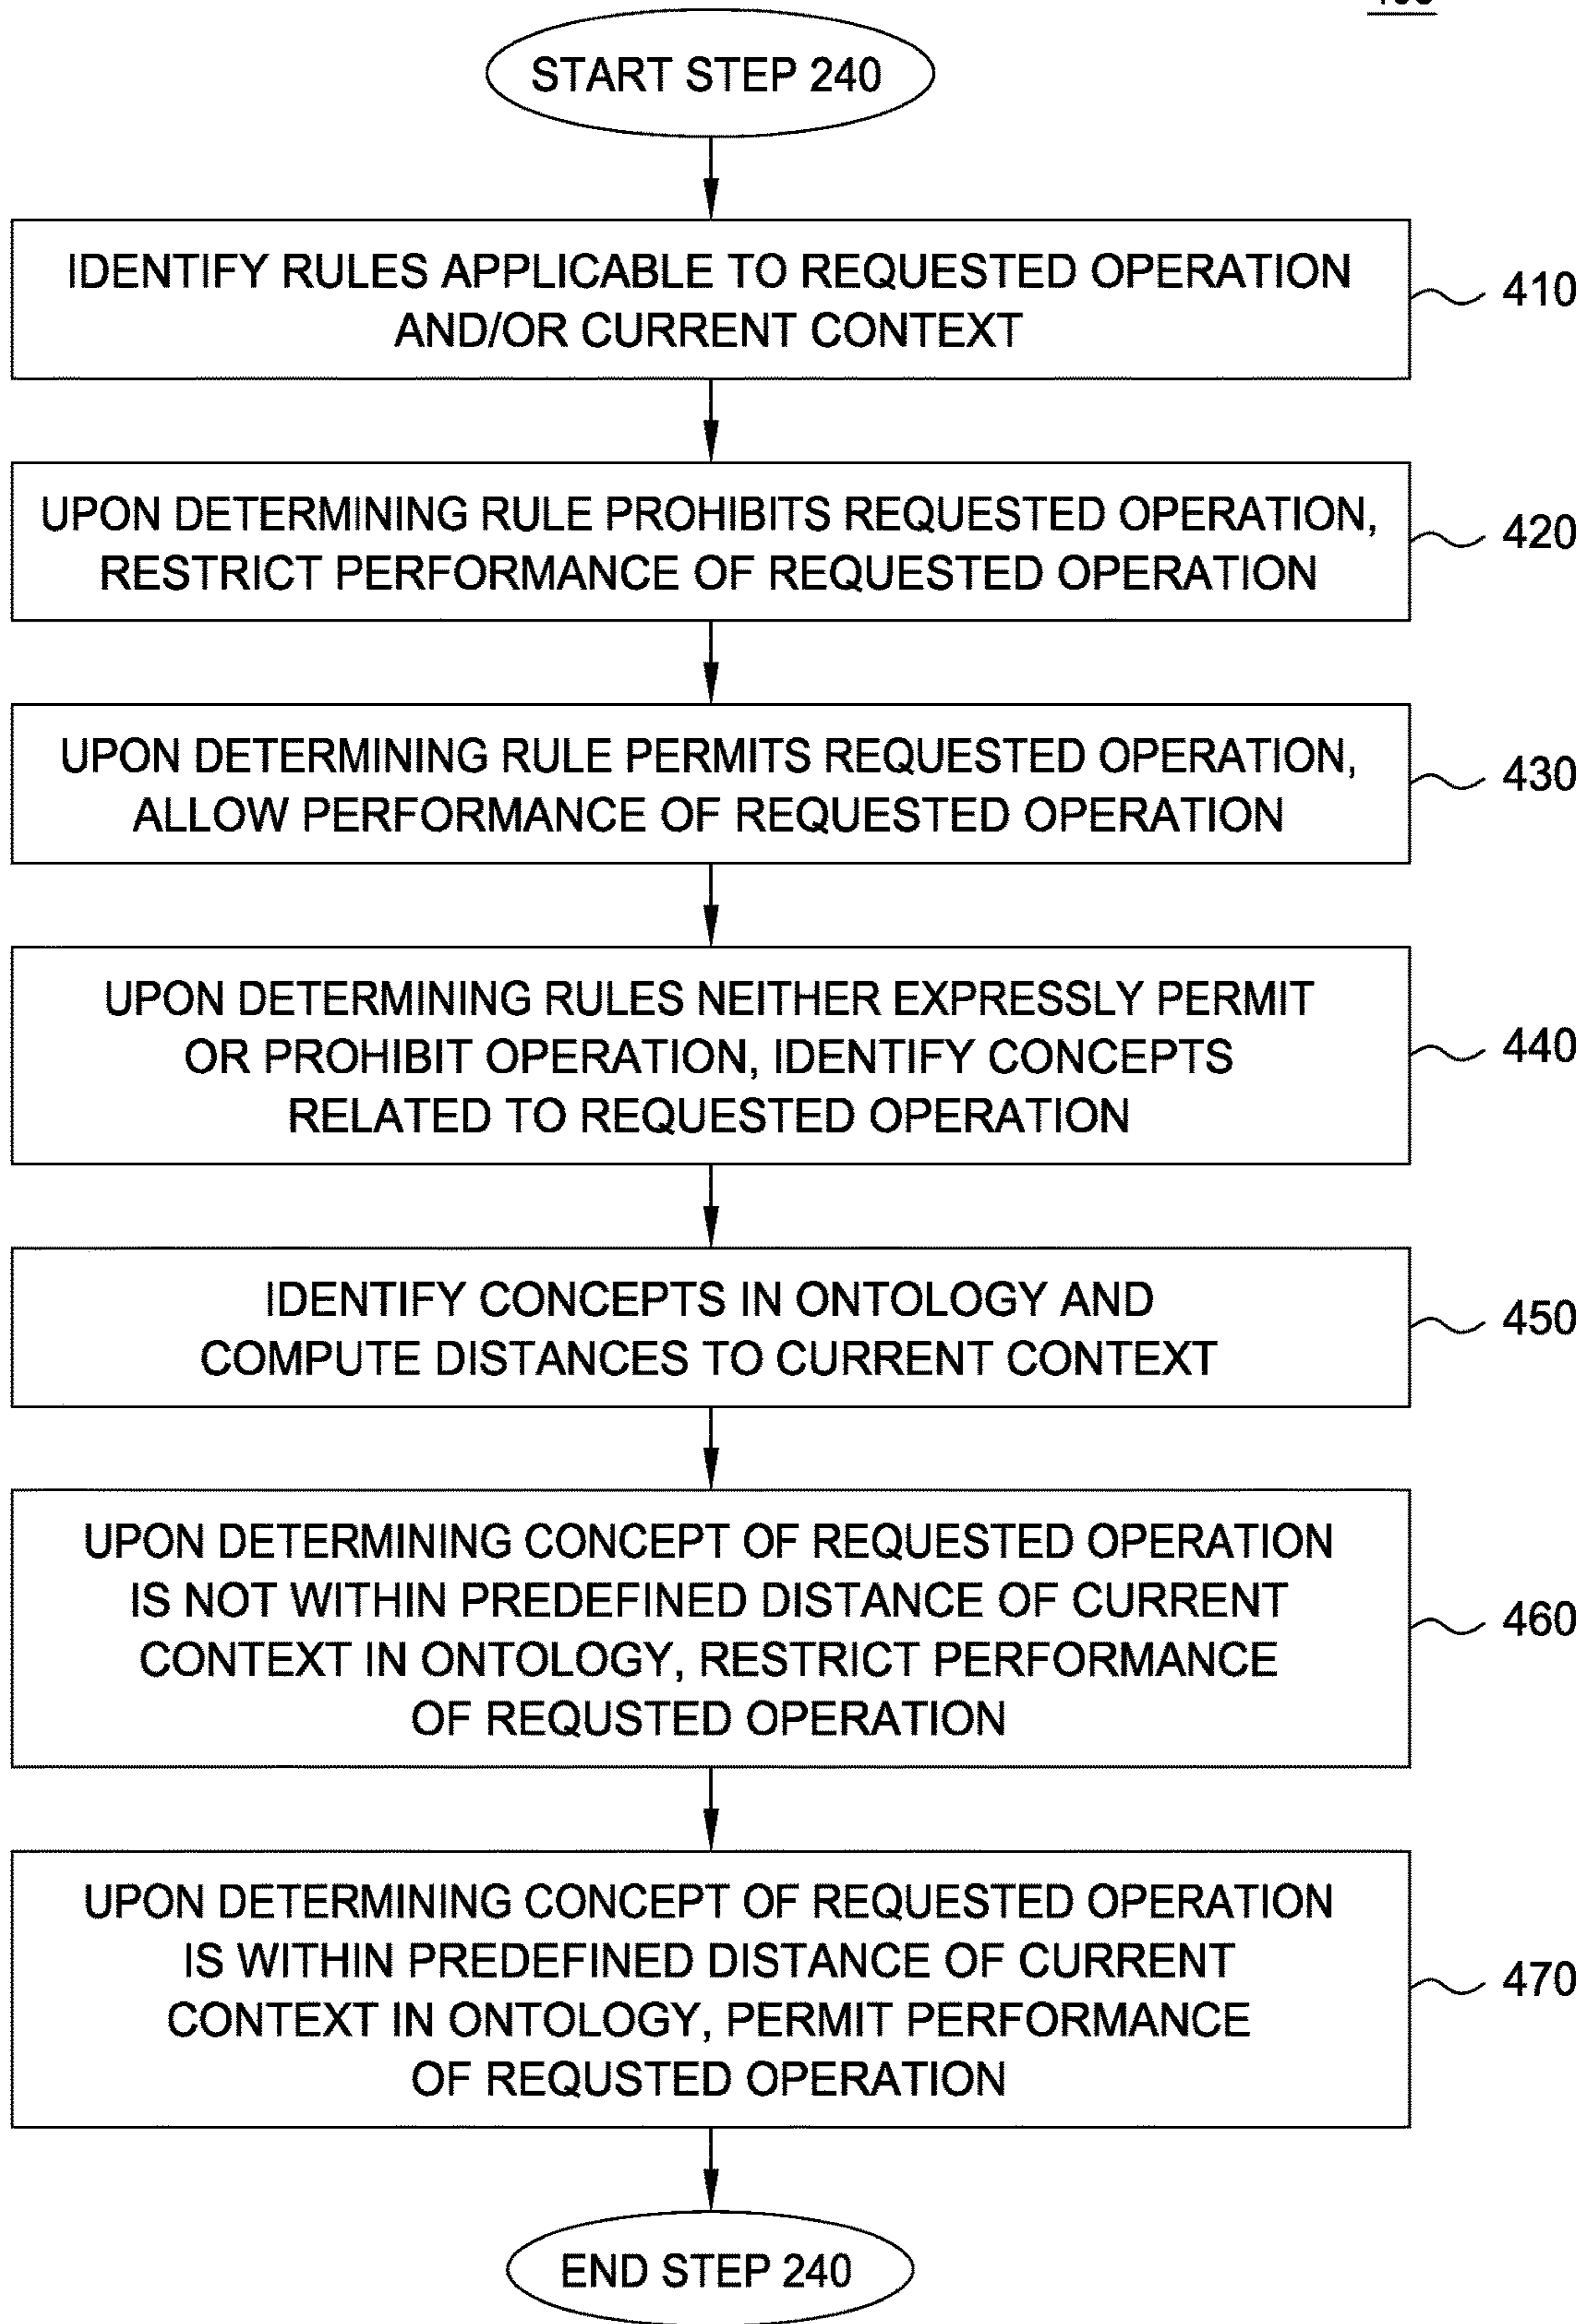 START STEP 240
IDENTIFY RULES APPLICABLE TO REQUESTED OPERATION
AND/OR CURRENT CONTEXT
410
UPON DETERMINING RULE PROHIBITS REQUESTED OPERATION,
RESTRICT PERFORMANCE OF REQUESTED OPERATION
420
UPON DETERMINING RULE PERMITS REQUESTED OPERATION,
ALLOW PERFORMANCE OF REQUESTED OPERATION
430
UPON DETERMINING RULES NEITHER EXPRESSLY PERMIT
OR PROHIBIT OPERATION, IDENTIFY CONCEPTS
RELATED TO REQUESTED OPERATION
440
IDENTIFY CONCEPTS IN ONTOLOGY AND
COMPUTE DISTANCES TO CURRENT CONTEXT
450
UPON DETERMINING CONCEPT OF REQUESTED OPERATION
IS NOT WITHIN PREDEFINED DISTANCE OF CURRENT
CONTEXT IN ONTOLOGY, RESTRICT PERFORMANCE
OF REQUSTED OPERATION
460
UPON DETERMINING CONCEPT OF REQUESTED OPERATION
IS WITHIN PREDEFINED DISTANCE OF CURRENT
CONTEXT IN ONTOLOGY, PERMIT PERFORMANCE
OF REQUSTED OPERATION
470
END STEP 240